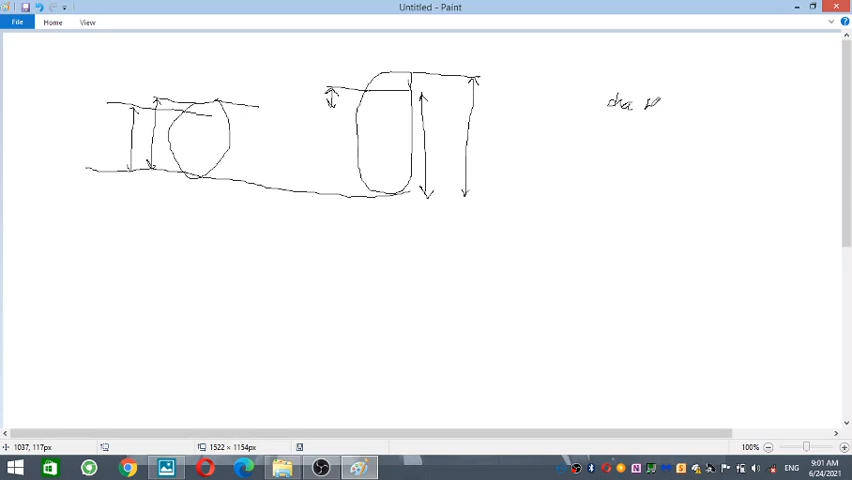 Untitled - Paint
File Home View
1037, 117px
1522 × 1154px
100%
ENG
9:01 AM
6/24/2021